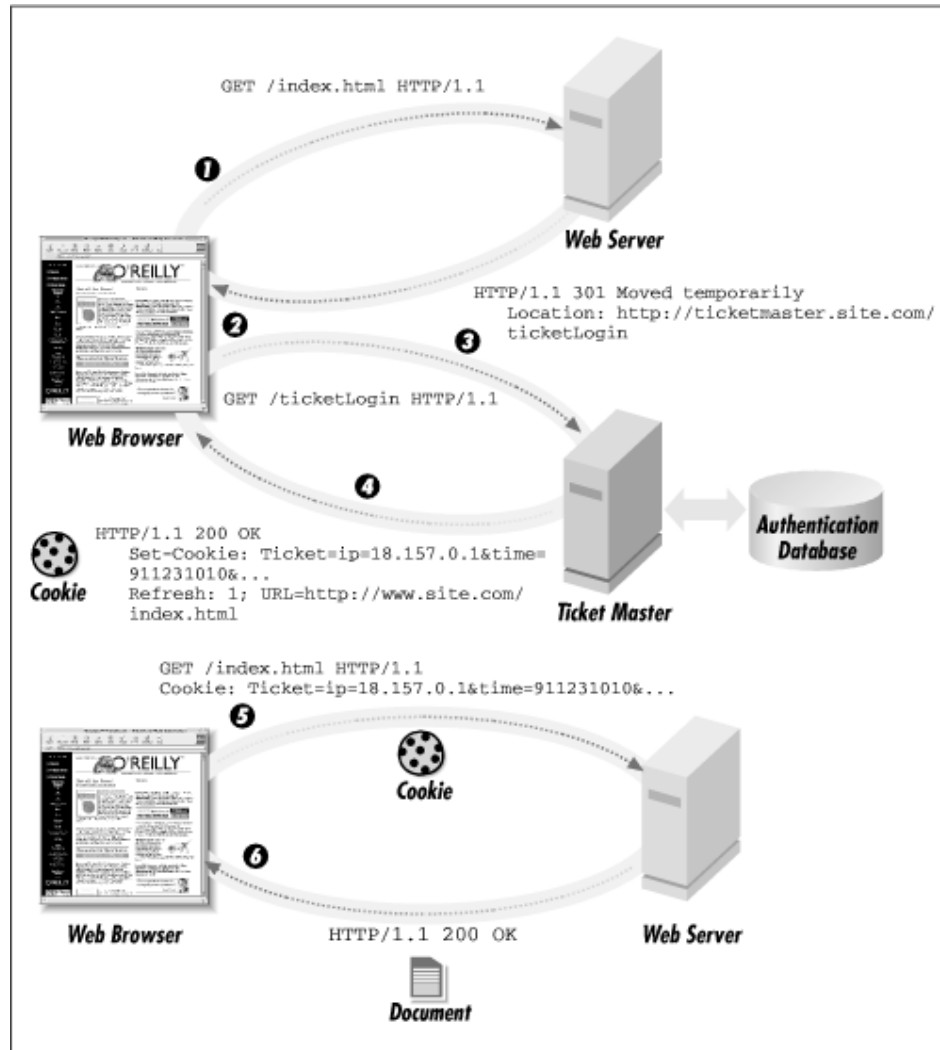 GET /index.html HTTP/1.1
1
Web Server
O'REILLY
HTTP/1.1 301 Moved temporarily
Location: http://ticketmaster.site.com/
ticketLogin
2
3
GET /ticketLogin HTTP/1.1
Web Browser
4
HTTP/1.1 200 OK
Set-Cookie: Ticket=ip=18.157.0.1&time=
911231010&...
Refresh: 1; URL=http://www.site.com/
index.html
Cookie
Authentication
Database
Ticket Master
GET /index.html HTTP/1.1
Cookie: Ticket=ip=18.157.0.1&time=911231010&...
5
O'REILLY
Cookie
6
Web Browser
HTTP/1.1 200 OK
Web Server
Document